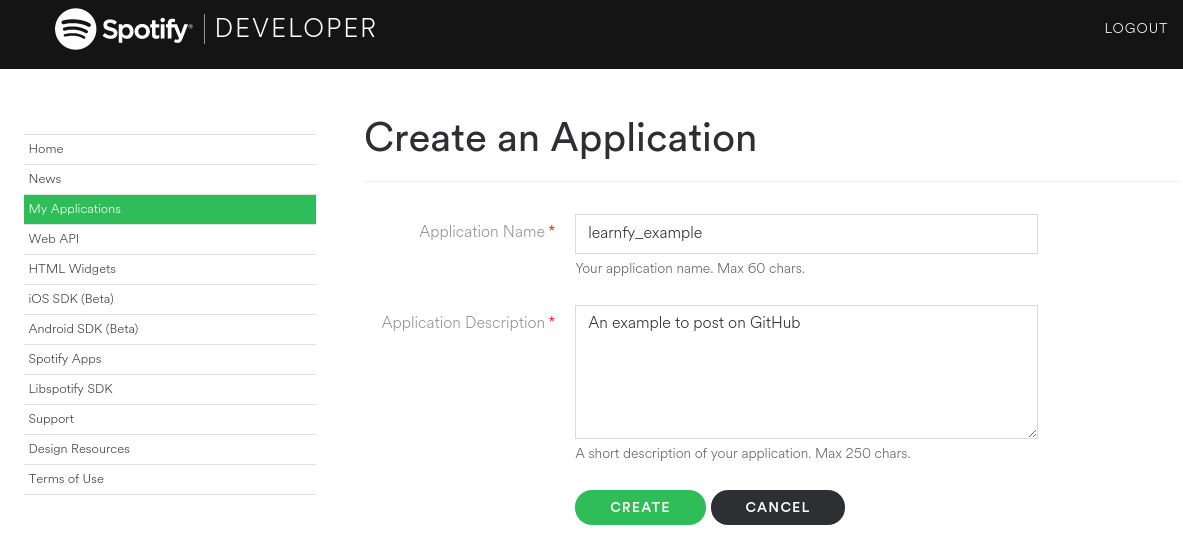 Spotify® DEVELOPER
LOGOUT
Home
News
My Applications
Web API
HTML Widgets
iOS SDK (Beta)
Android SDK (Beta)
Spotify Apps
Libspotify SDK
Support
Design Resources
Terms of Use
Create an Application
Application Name * learnfy_example
Your application name. Max 60 chars.
Application Description * An example to post on GitHub
A short description of your application. Max 250 chars.
CREATE CANCEL